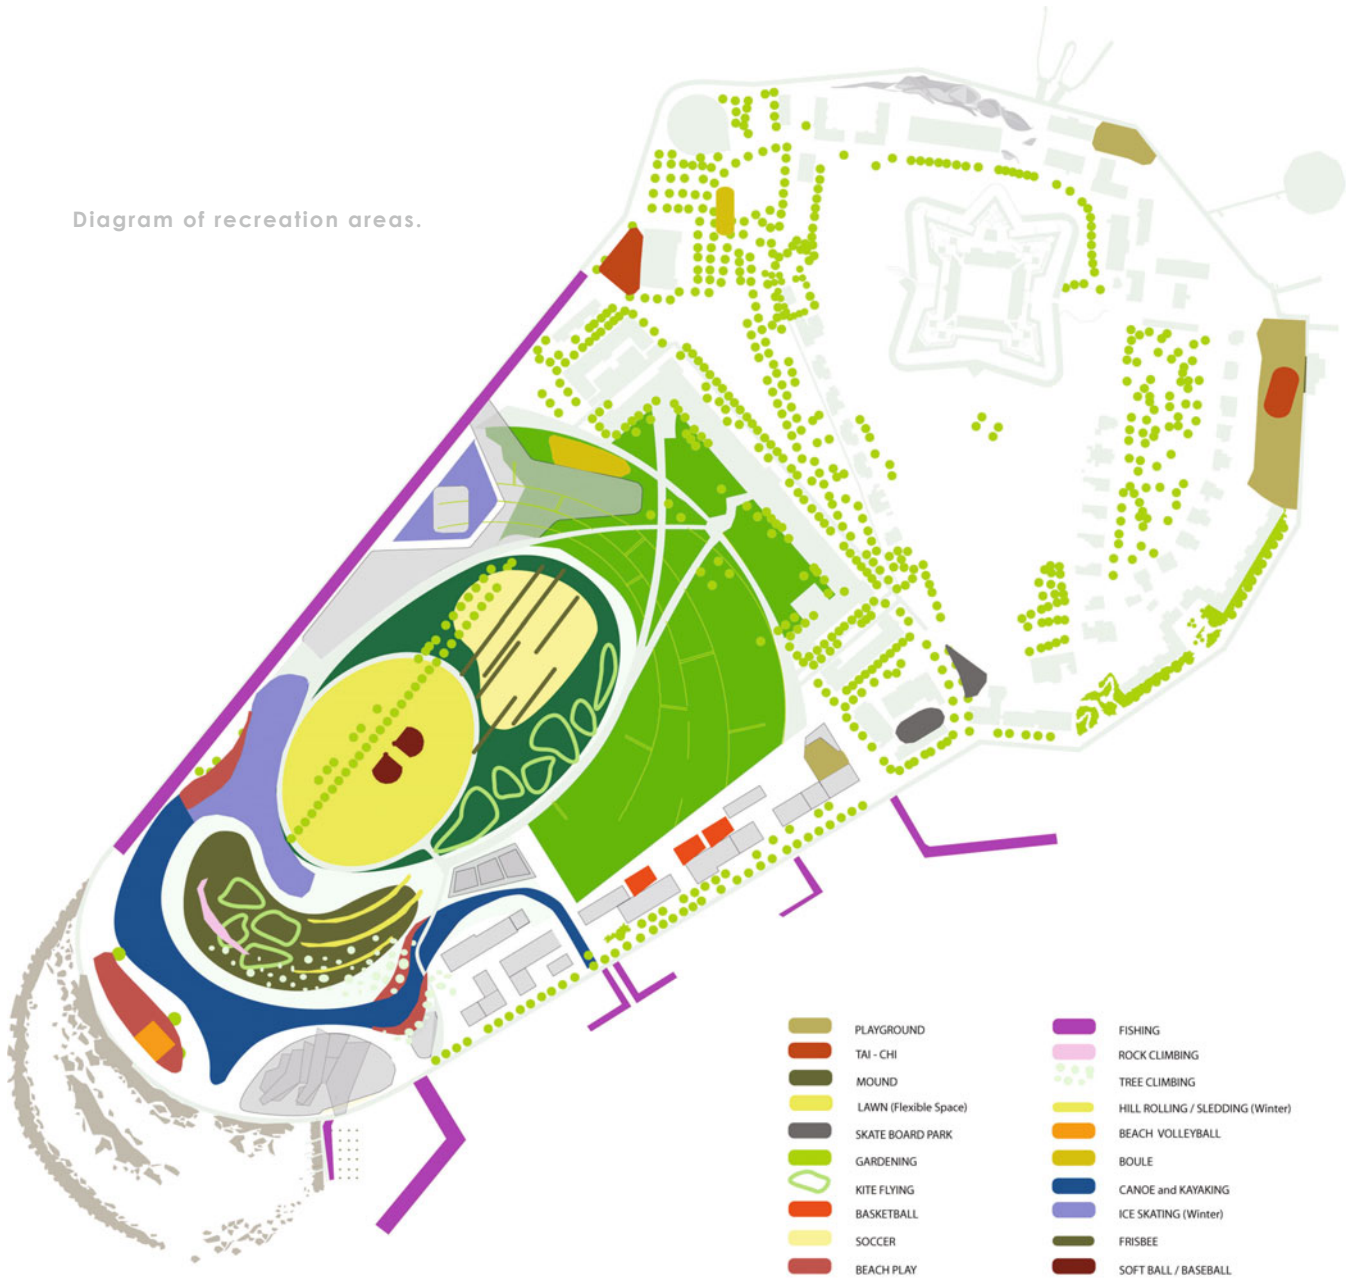 Diagram of recreation areas.
PLAYGROUND
TAI - CHI
MOUND
LAWN (Flexible Space)
SKATE BOARD PARK
GARDENING
KITE FLYING
BASKETBALL
SOCCER
BEACH PLAY
FISHING
ROCK CLIMBING
TREE CLIMBING
HILL ROLLING / SLEDDING (Winter)
BEACH VOLLEYBALL
BOULE
CANOE and KAYAKING
ICE SKATING (Winter)
FRISBEE
SOFT BALL / BASEBALL